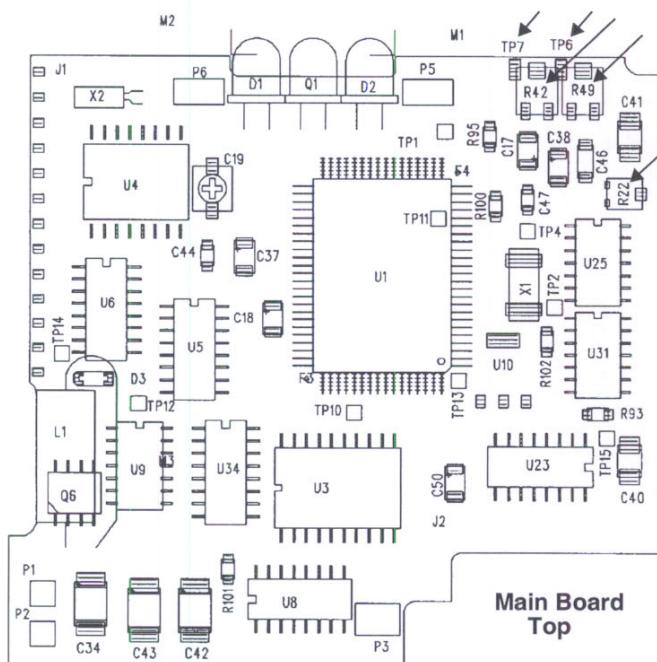 M2
M1
TP7
TP6
J1
P6
D1
Q1
D2
P5
X2
R42
R49
C41
TP1
R95
C17
C38
C46
U4
C19
R22
R100
C47
TP11
TP4
C44
C37
U1
U25
X1
TP2
U6
C18
U5
TP14
U10
R102
U31
D3
TP12
TP10
TP13
R93
L1
TP15
U9
M3
U34
U3
U23
C50
C40
Q6
J2
P1
R101
U8
P2
P3
C34
C43
C42
Main Board
Top